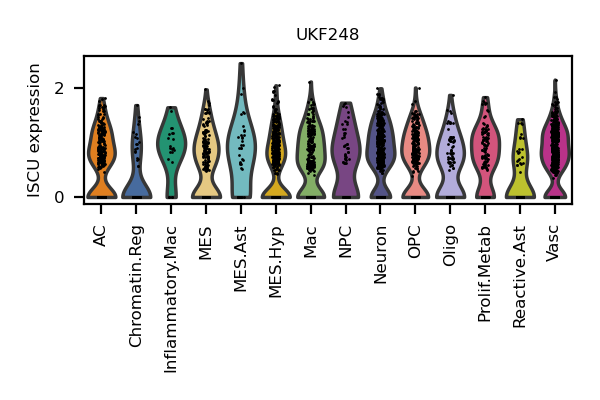 UKF248
ISCU expression
2
0
AC
Chromatin.Reg
Inflammatory.Mac
MES
MES.Ast
MES.Hyp
Mac
NPC
Neuron
OPC
Oligo
Prolif.Metab
Reactive.Ast
Vasc